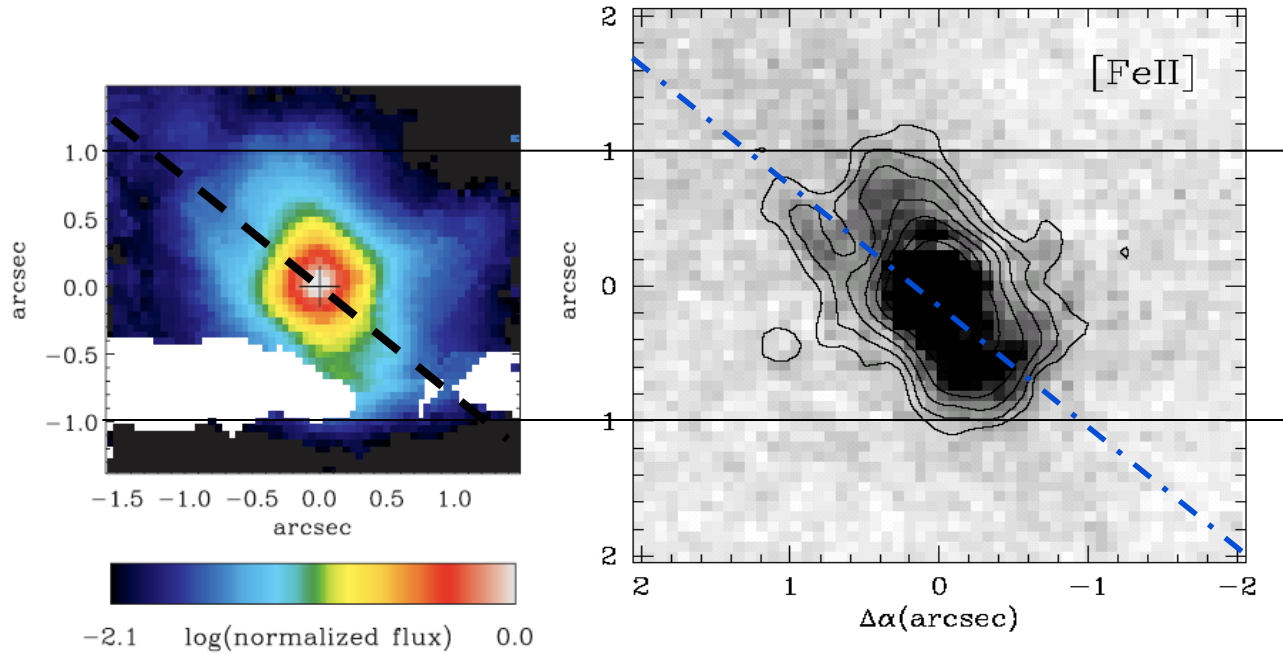 1.0
0.5
0.0
−0.5
−1.0
arcsec
−1.5 −1.0 −0.5 0.0 0.5 1.0
arcsec
−2.1 log(normalized flux) 0.0
[FeII]
2
1
0
1
2
arcsec
2 1 0 −1 −2
Δα(arcsec)